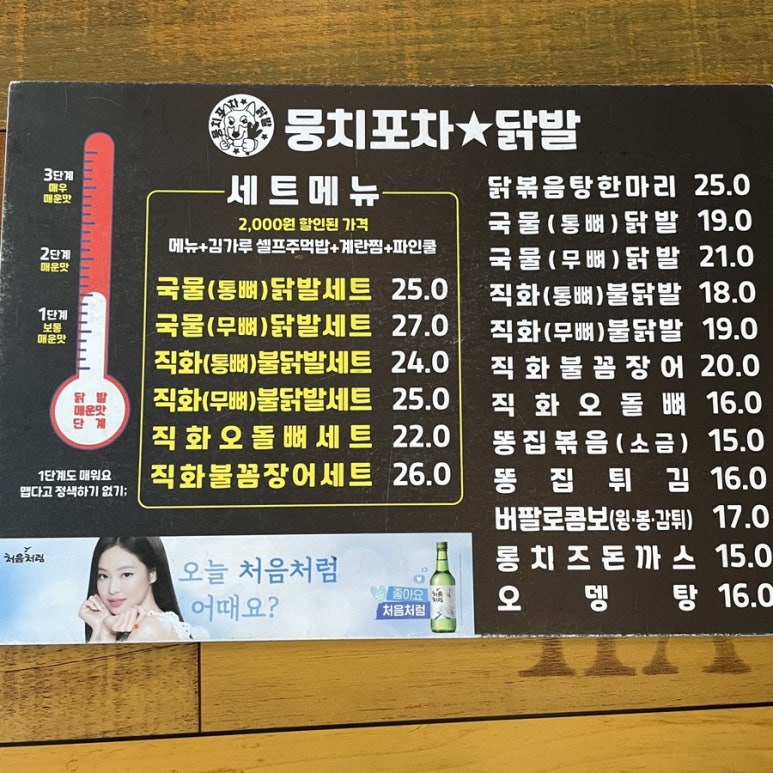 뭉치포차★닭발
뭉치포차★닭발
3단계
매우
매운맛
2단계
매운맛
1단계
보통
매운맛
닭발
매운맛
단계
1단계도 매워요
맵다고 정색하기 없기;
세트메뉴
2,000원 할인된 가격
메뉴+김가루 셀프주먹밥+계란찜+파인쿨
국물(통뼈)닭발세트 25.0
국물(무뼈)닭발세트 27.0
직화(통뼈)불닭발세트 24.0
직화(무뼈)불닭발세트 25.0
직화오돌뼈세트 22.0
직화불꼼장어세트 26.0
닭볶음탕한마리 25.0
국물(통뼈)닭발 19.0
국물(무뼈)닭발 21.0
직화(통뼈)불닭발 18.0
직화(무뼈)불닭발 19.0
직화불꼼장어 20.0
직화오돌뼈 16.0
똥집볶음(소금) 15.0
똥집튀김 16.0
버팔로콤보(윙·봉·감튀) 17.0
롱치즈돈까스 15.0
오뎅탕 16.0
처음처럼
오늘 처음처럼
어때요?
좋아요
처음처럼